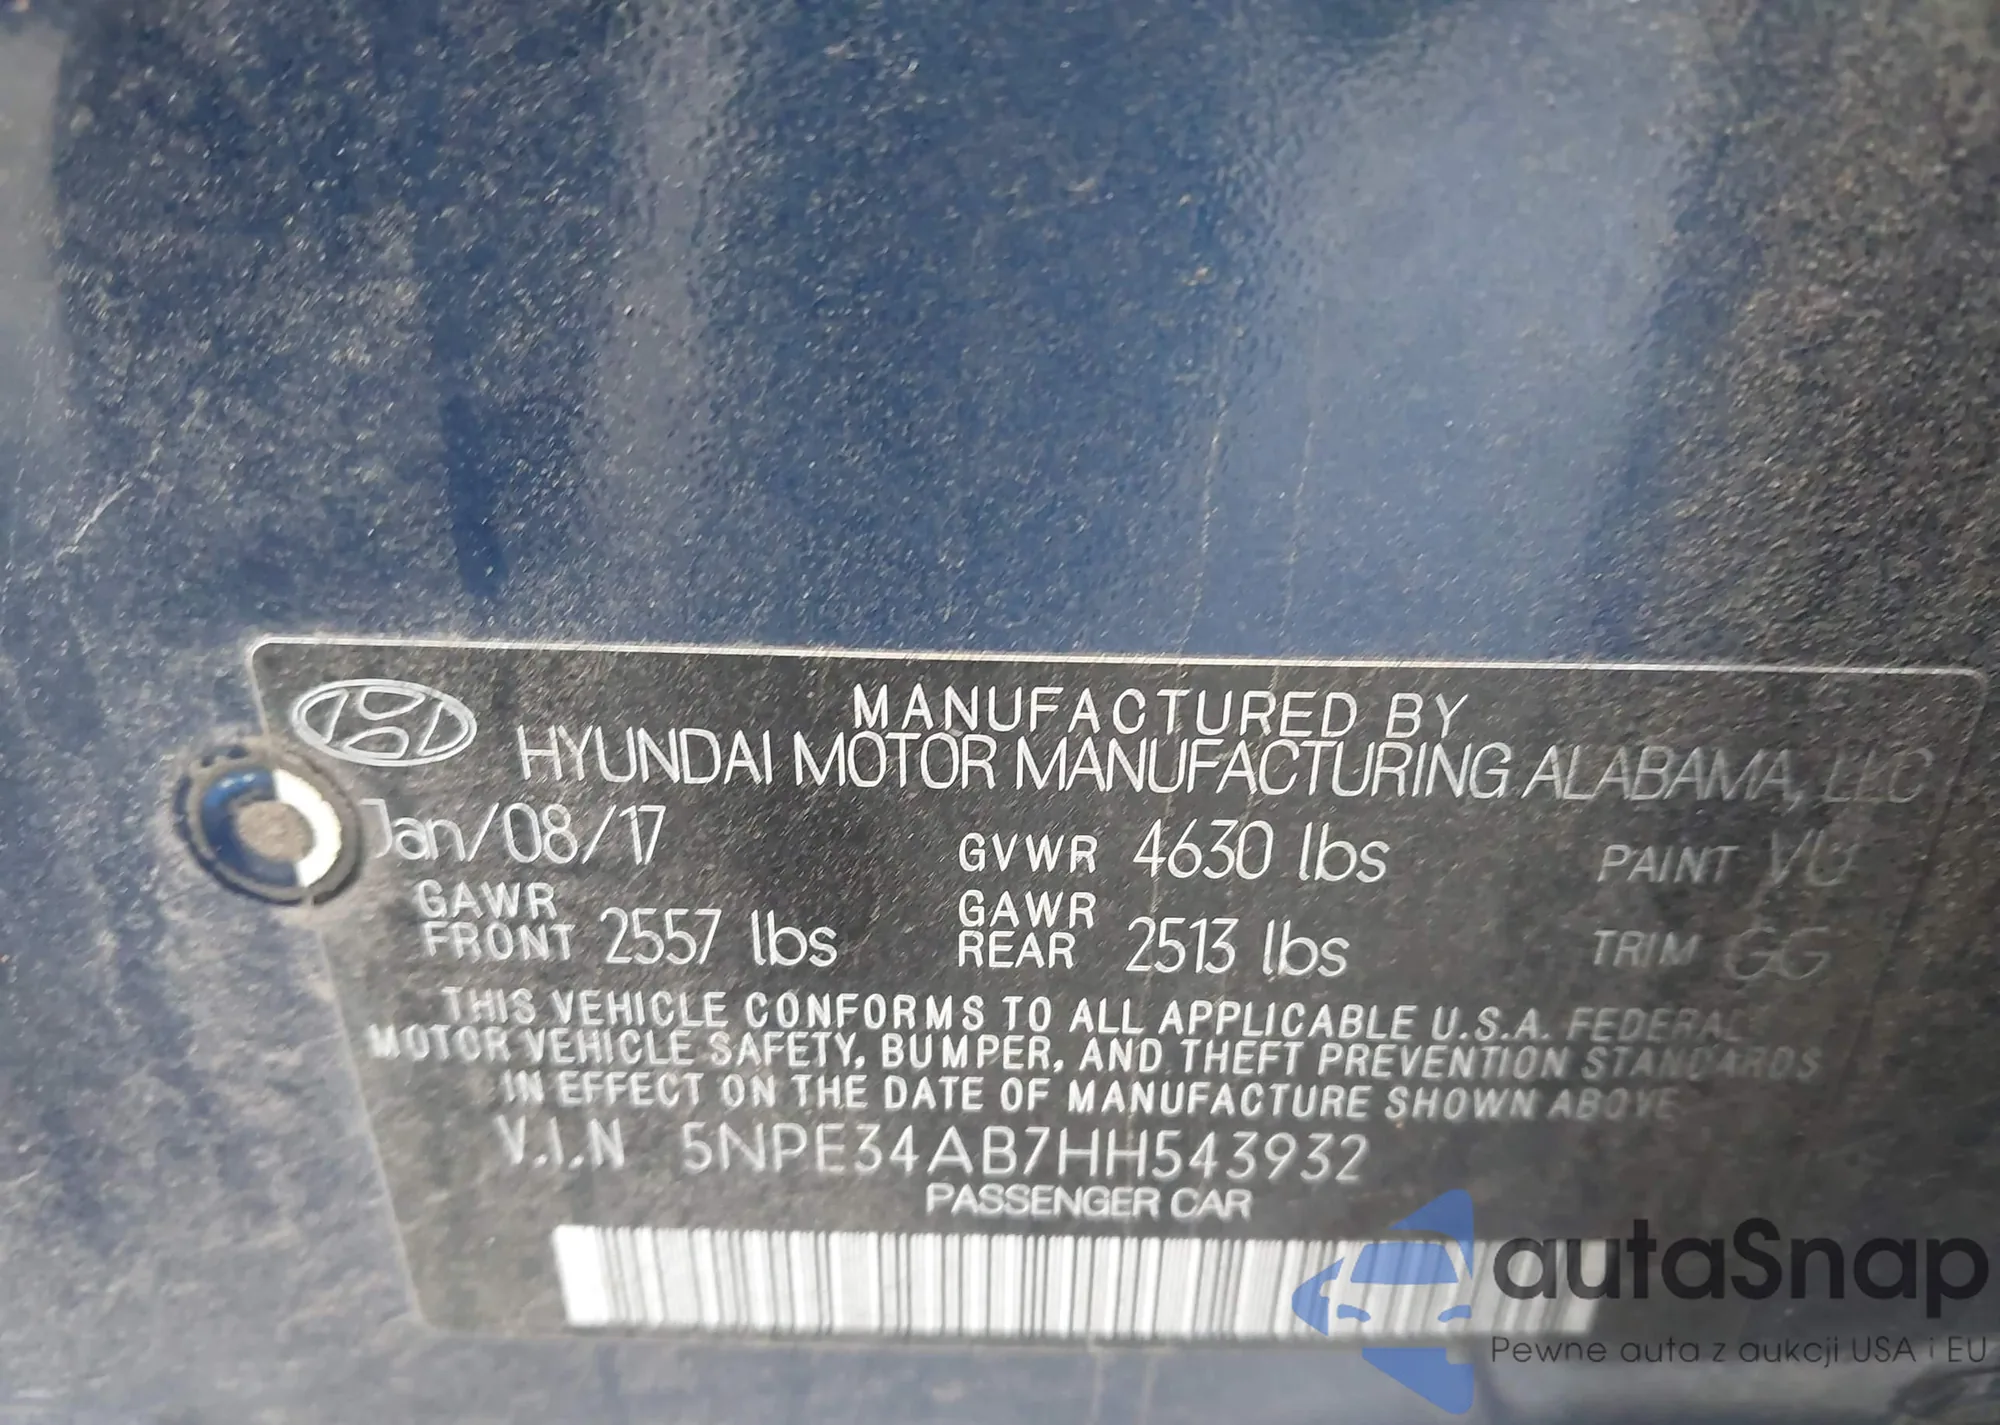 MANUFACTURED BY
HYUNDAI MOTOR MANUFACTURING ALABAMA, LLC
Jan/08/17 GVWR 4630 lbs PAINT VU
GAWR FRONT 2557 lbs GAWR REAR 2513 lbs TRIM GG
THIS VEHICLE CONFORMS TO ALL APPLICABLE U.S.A. FEDERAL
MOTOR VEHICLE SAFETY, BUMPER, AND THEFT PREVENTION STANDARDS
IN EFFECT ON THE DATE OF MANUFACTURE SHOWN ABOVE
V.I.N 5NPE34AB7HH543932
PASSENGER CAR
autaSnap
Pewne auta z aukcji USA i EU